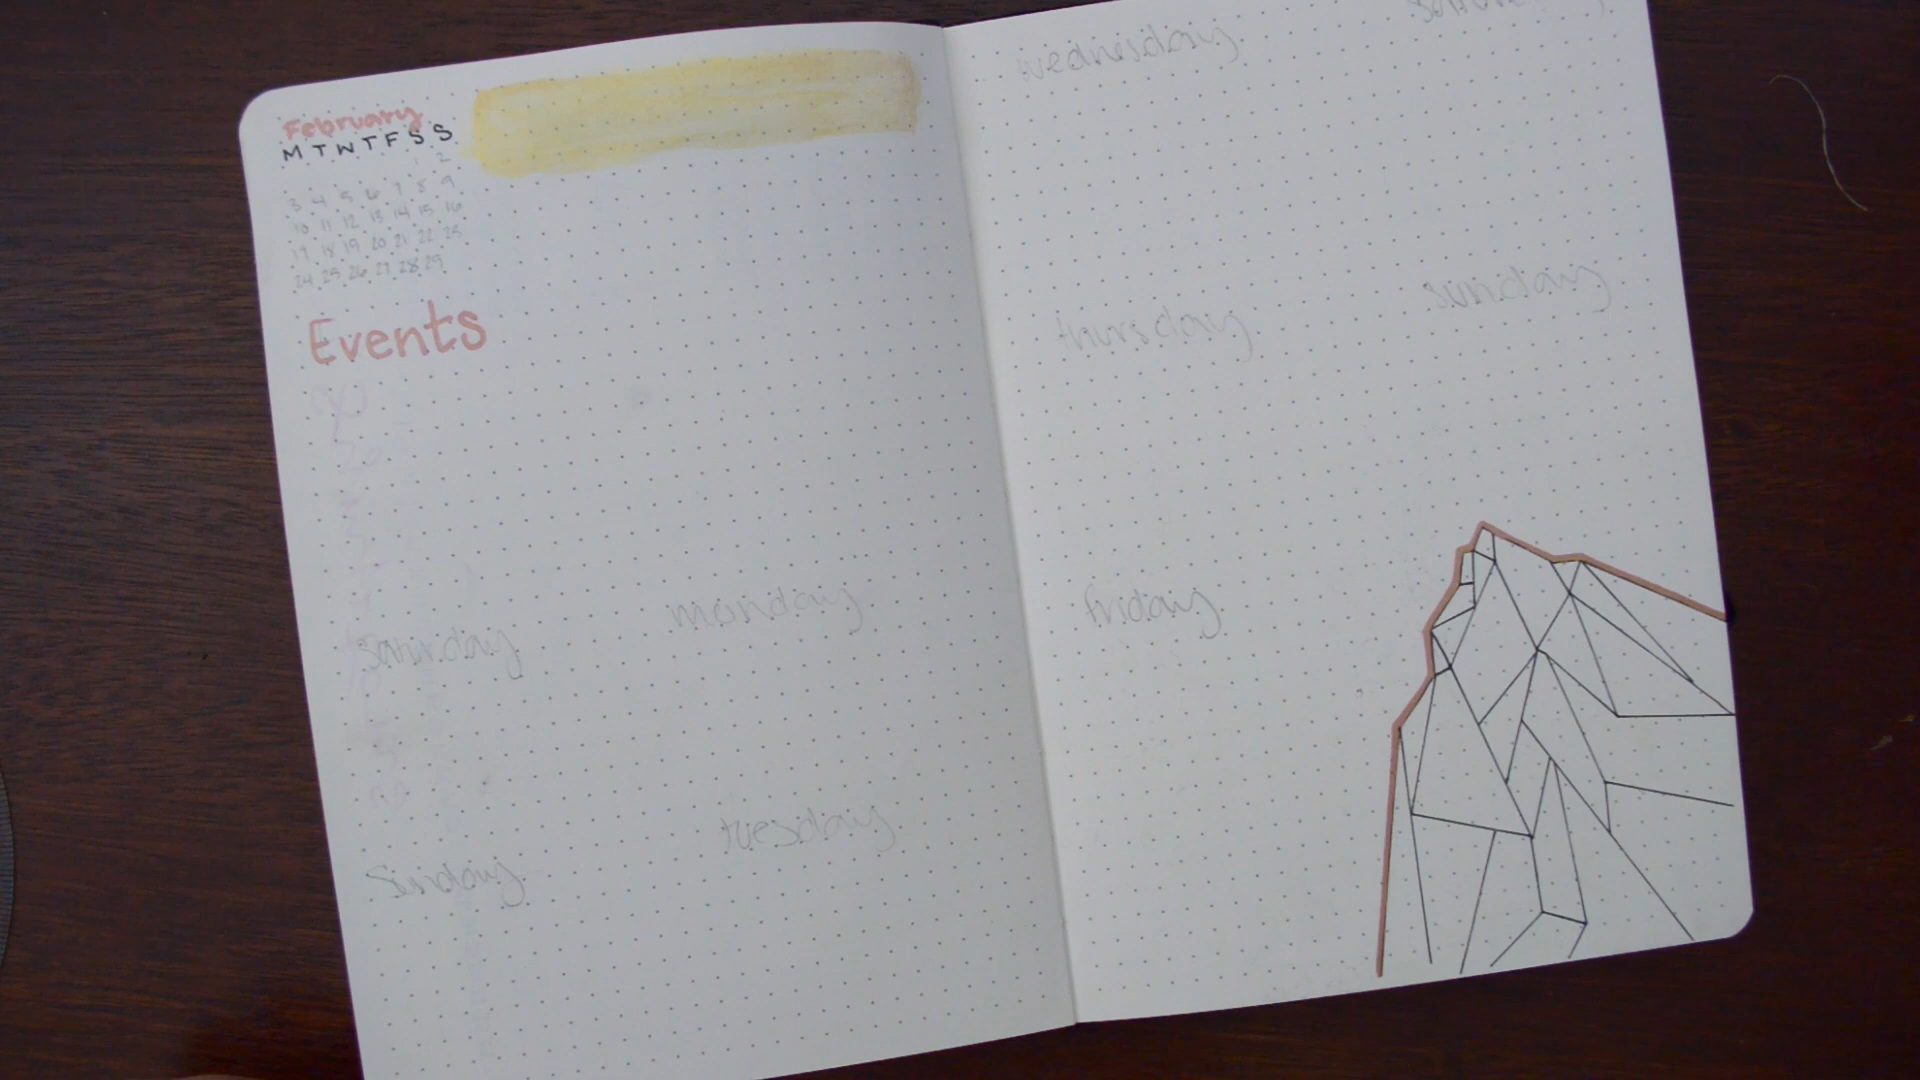 February
M T W T F S S
1 2
3 4 5 6 7 8 9
10 11 12 13 14 15 16
17 18 19 20 21 22 23
24 25 26 27 28 29
Events
saturday
sunday
monday
tuesday
wednesday
thursday
friday
sunday